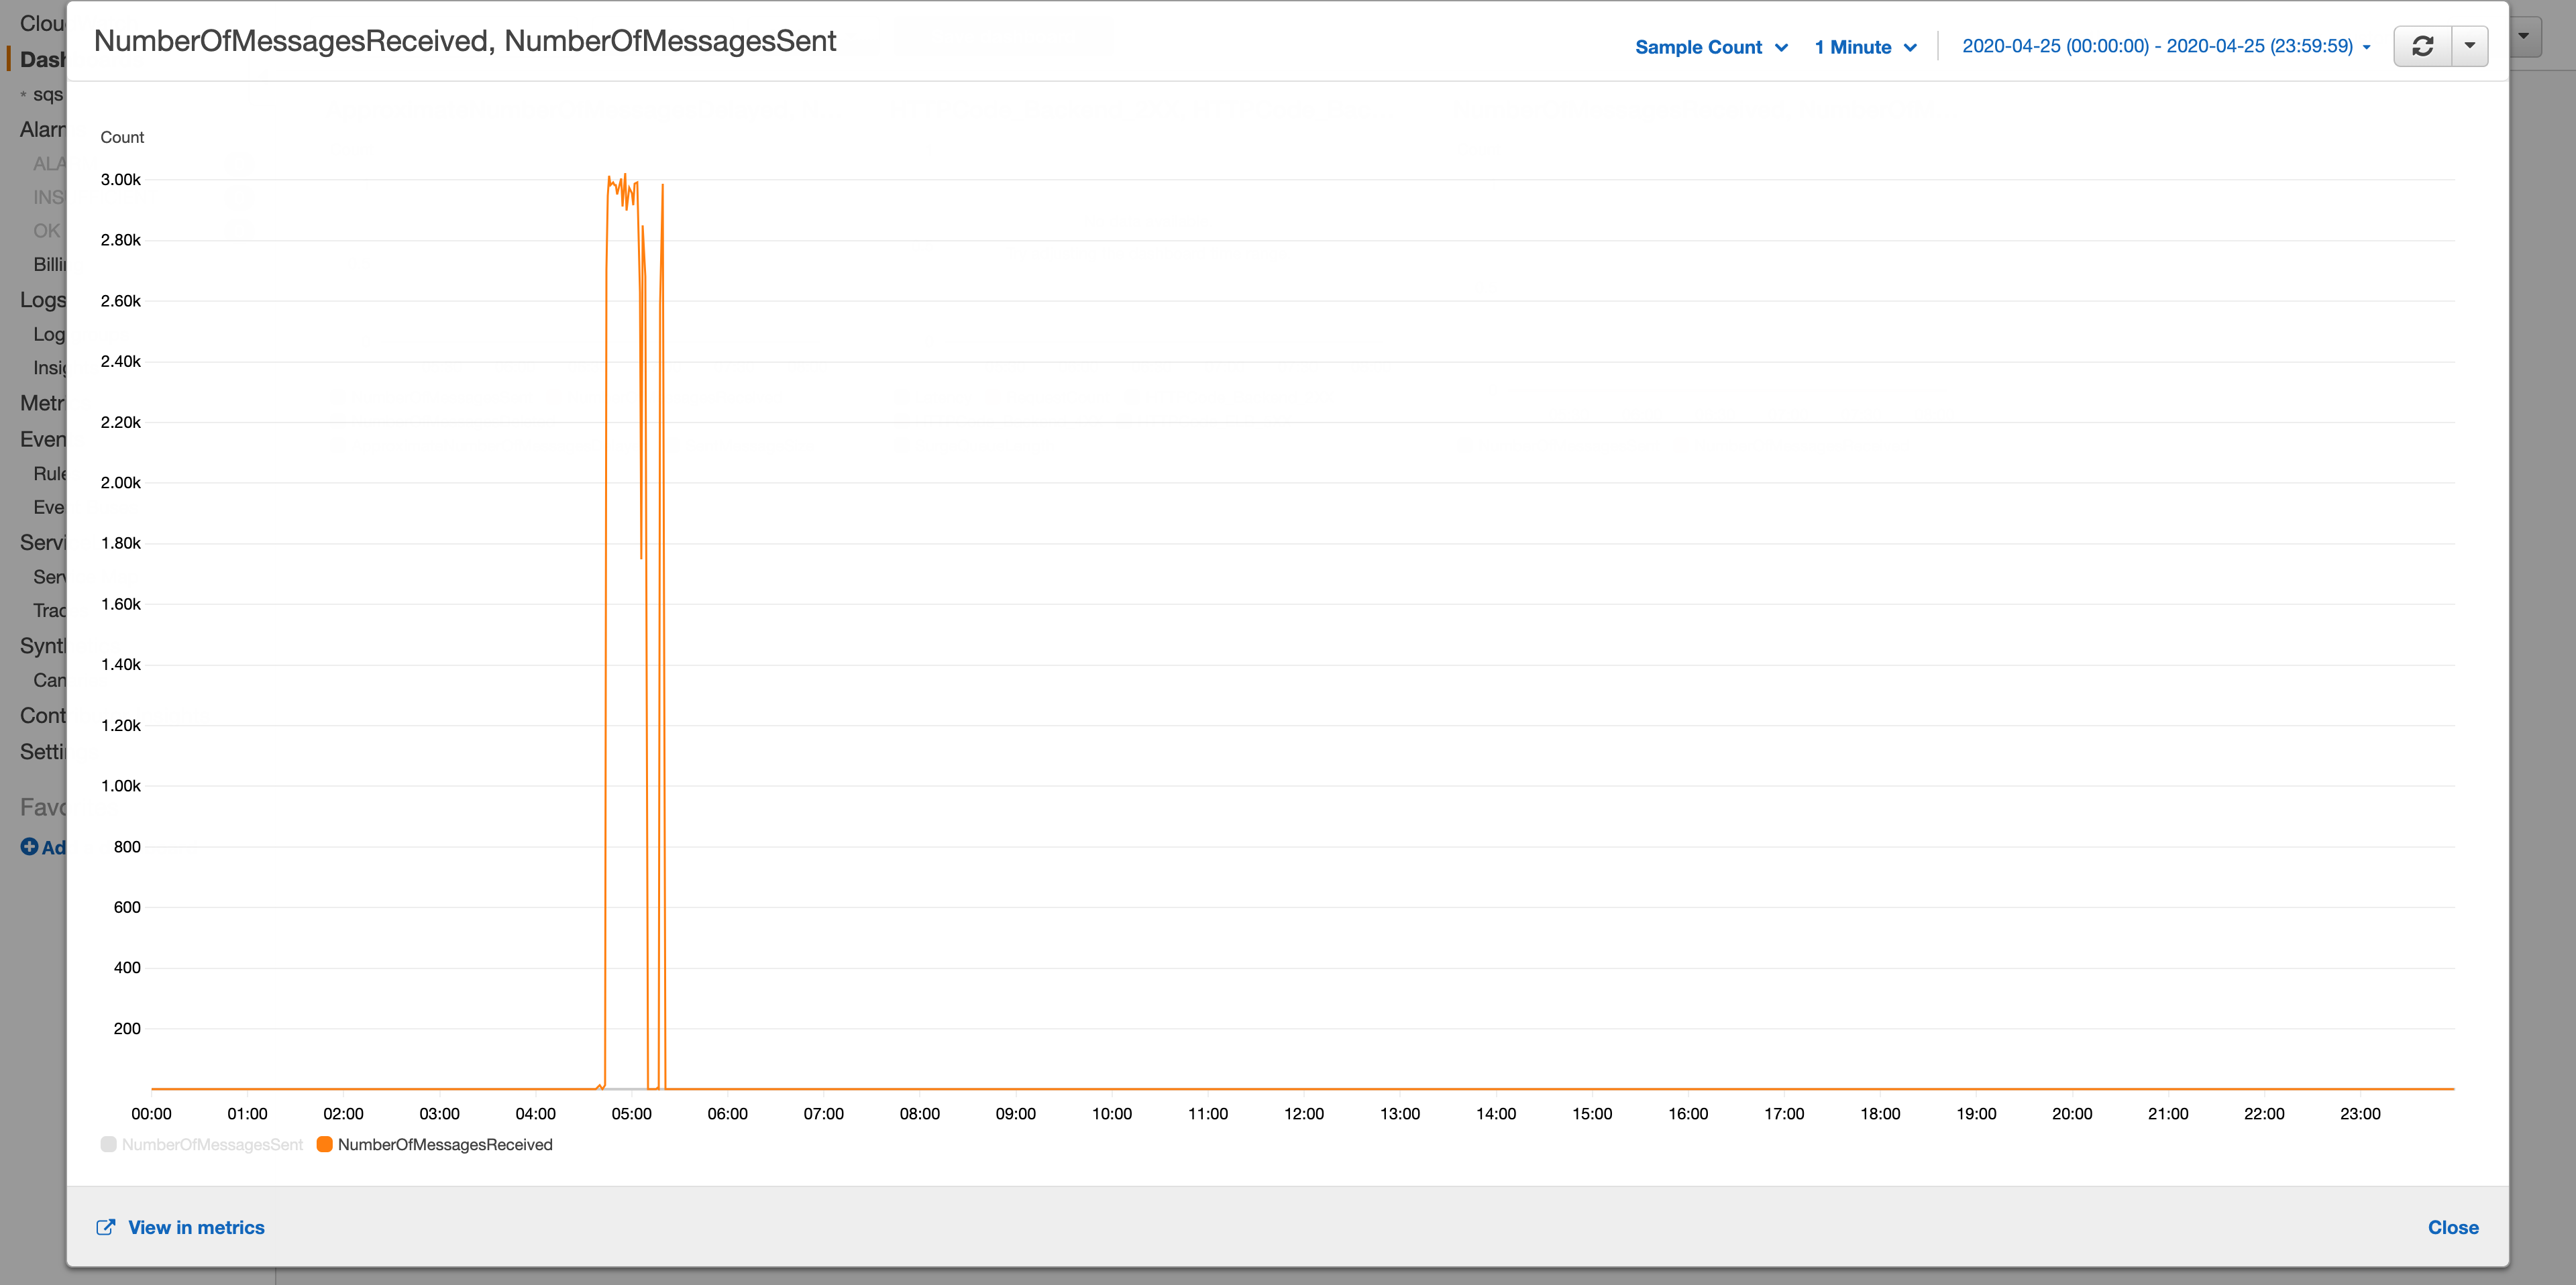 NumberOfMessagesReceived, NumberOfMessagesSent
Sample Count
1 Minute
2020-04-25 (00:00:00) - 2020-04-25 (23:59:59)
Clou
Dash
* sqs
Alarr
ALA
INS
OK
Billi
Logs
Log
Insig
Metr
Even
Rule
Eve
Servi
Serv
Trac
Synt
Can
Cont
Setti
Favo
Ad
Count
3.00k
2.80k
2.60k
2.40k
2.20k
2.00k
1.80k
1.60k
1.40k
1.20k
1.00k
800
600
400
200
00:00 01:00 02:00 03:00 04:00 05:00 06:00 07:00 08:00 09:00 10:00 11:00 12:00 13:00 14:00 15:00 16:00 17:00 18:00 19:00 20:00 21:00 22:00 23:00
NumberOfMessagesSent NumberOfMessagesReceived
View in metrics
Close